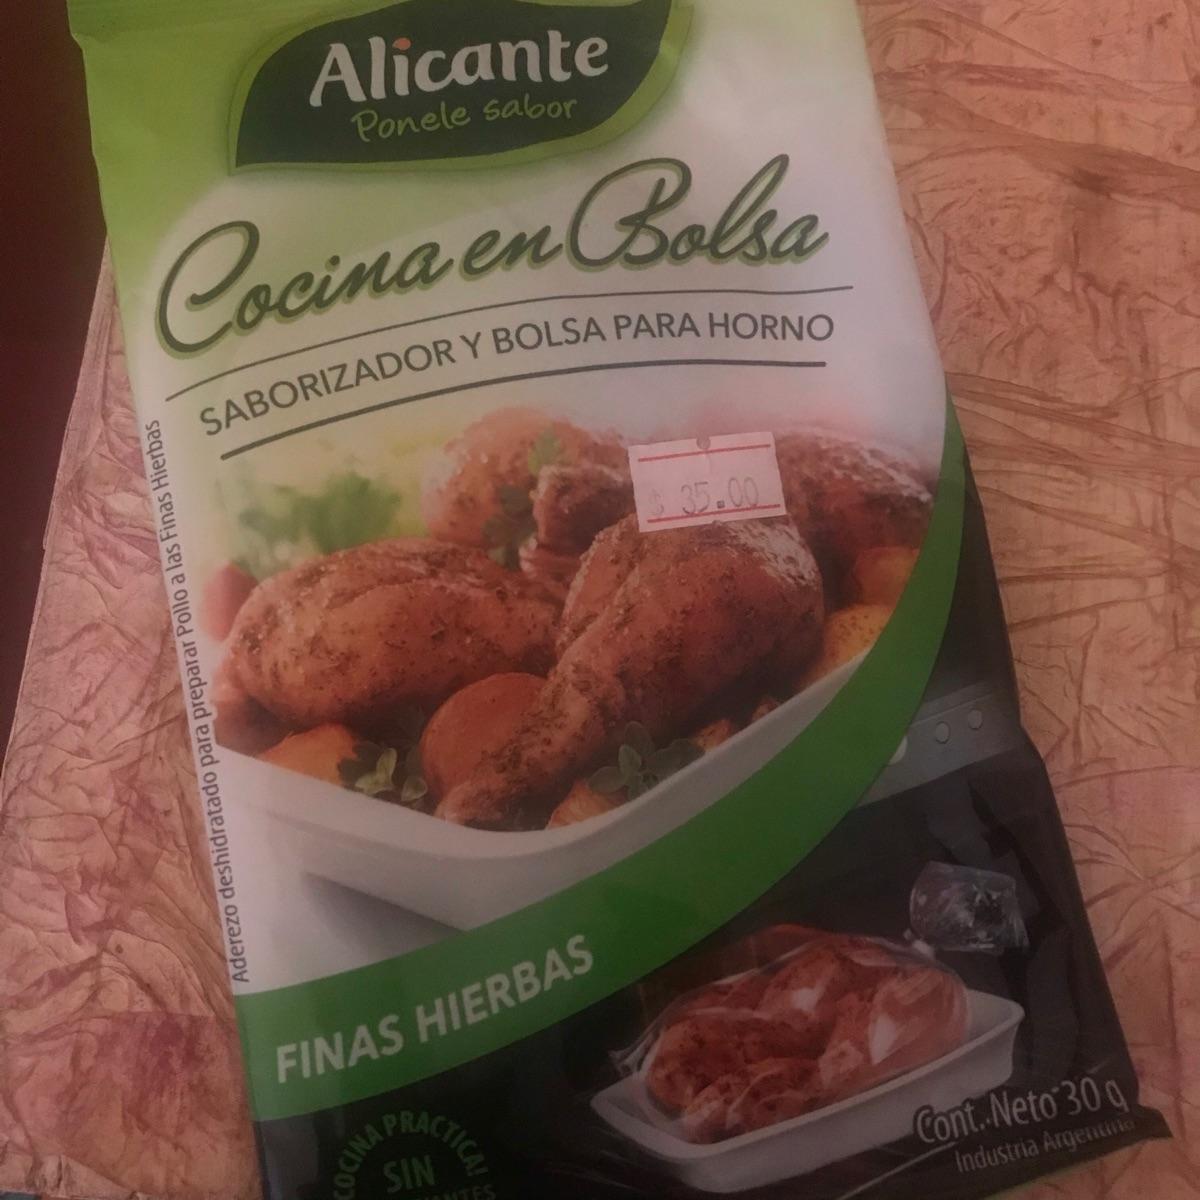 Alicante
Ponele sabor
Cocina en Bolsa
SABORIZADOR Y BOLSA PARA HORNO
$ 35.00
Aderezo deshidratado para preparar Pollo a las Finas Hierbas
FINAS HIERBAS
COCINA PRACTICA!
SIN
Cont. Neto 30 g
Industria Argentina